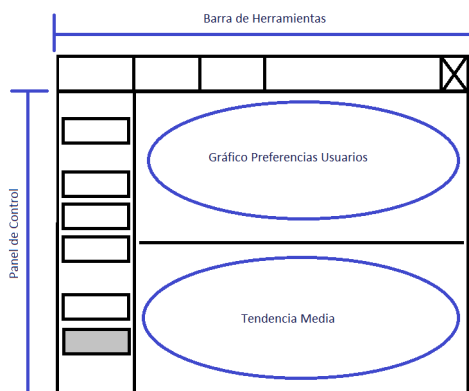 Barra de Herramientas
Gráfico Preferencias Usuarios
Panel de Control
Tendencia Media